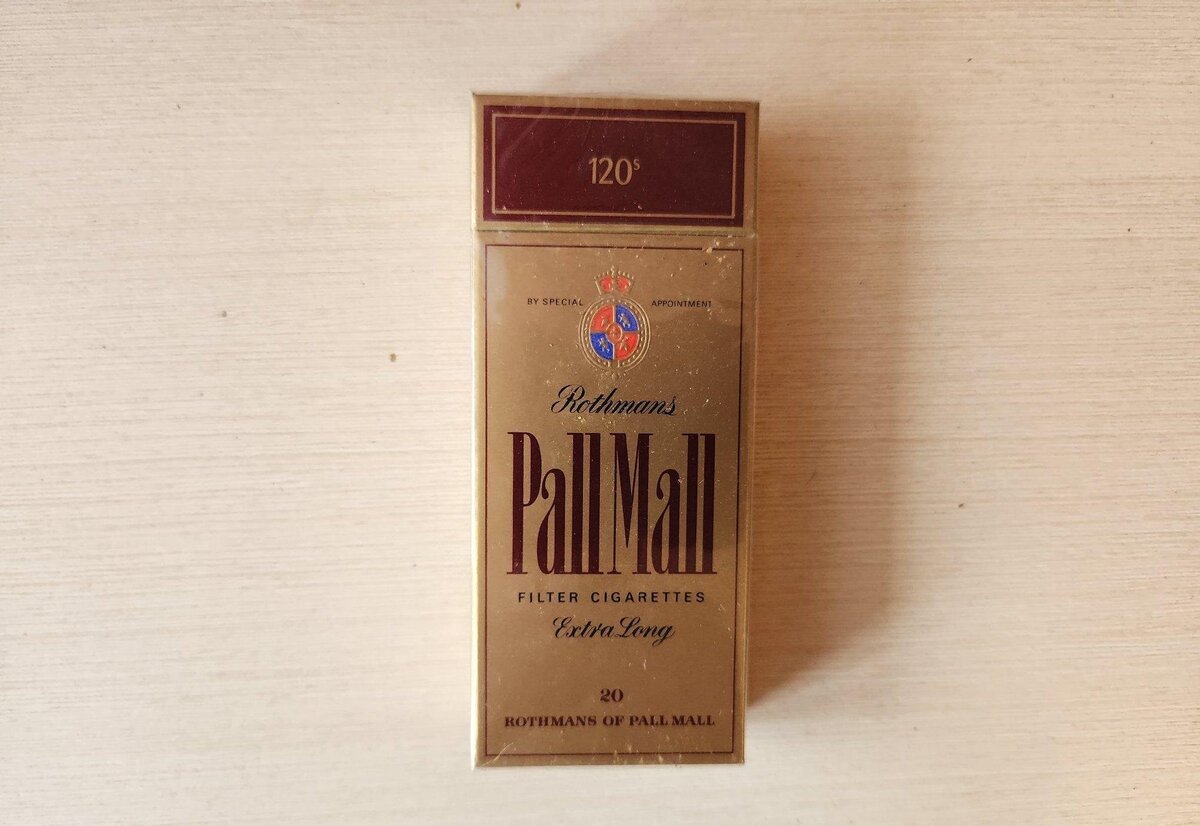 120s
BY SPECIAL APPOINTMENT
Rothmans
Pall Mall
FILTER CIGARETTES
Extra Long
20
ROTHMANS OF PALL MALL